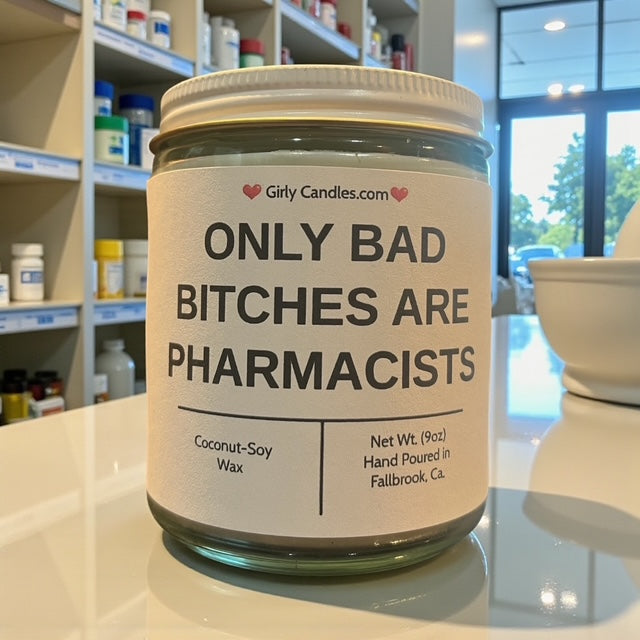 Girly Candles.com
ONLY BAD
BITCHES ARE
PHARMACISTS
Coconut-Soy
Wax
Net Wt. (9oz)
Hand Poured in
Fallbrook, Ca.